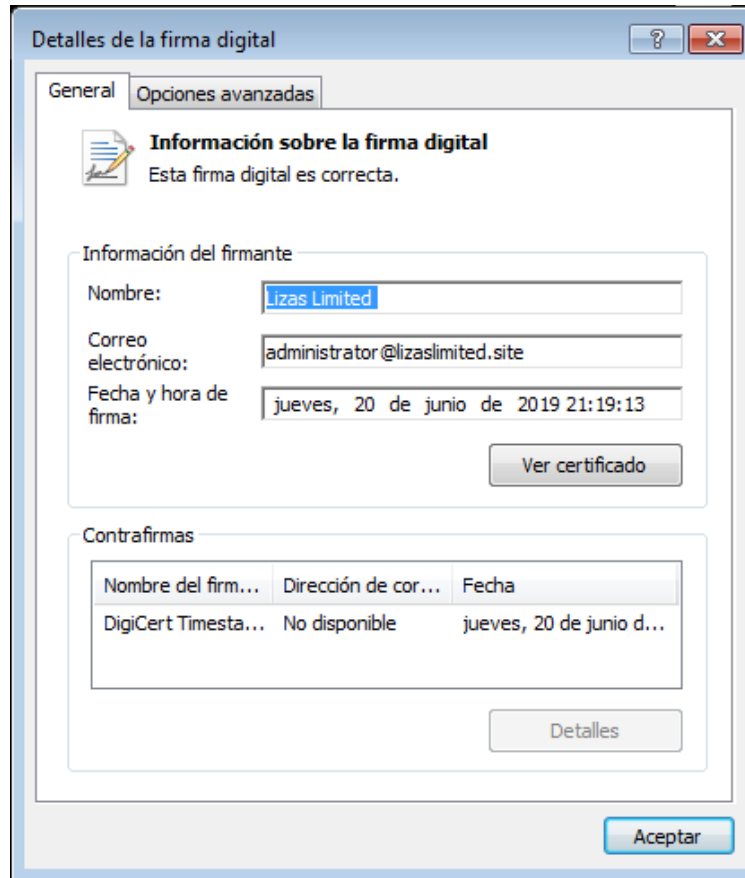 Detalles de la firma digital
General
Opciones avanzadas
Información sobre la firma digital
Esta firma digital es correcta.
Información del firmante
Nombre:
Lizas Limited
Correo
electrónico:
administrator@lizaslimited.site
Fecha y hora de
firma:
jueves, 20 de junio de 2019 21:19:13
Ver certificado
Contrafirmas
Nombre del firm... Dirección de cor... Fecha
DigiCert Timesta... No disponible jueves, 20 de junio d...
Detalles
Aceptar